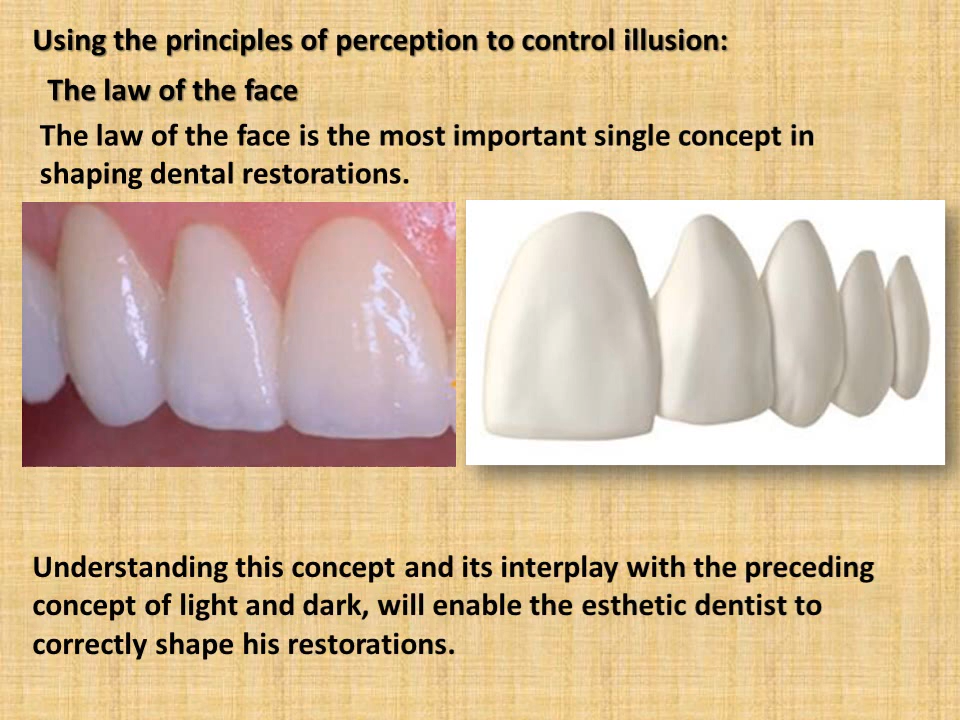 Using the principles of perception to control illusion:
The law of the face
The law of the face is the most important single concept in
shaping dental restorations.
Understanding this concept and its interplay with the preceding
concept of light and dark, will enable the esthetic dentist to
correctly shape his restorations.